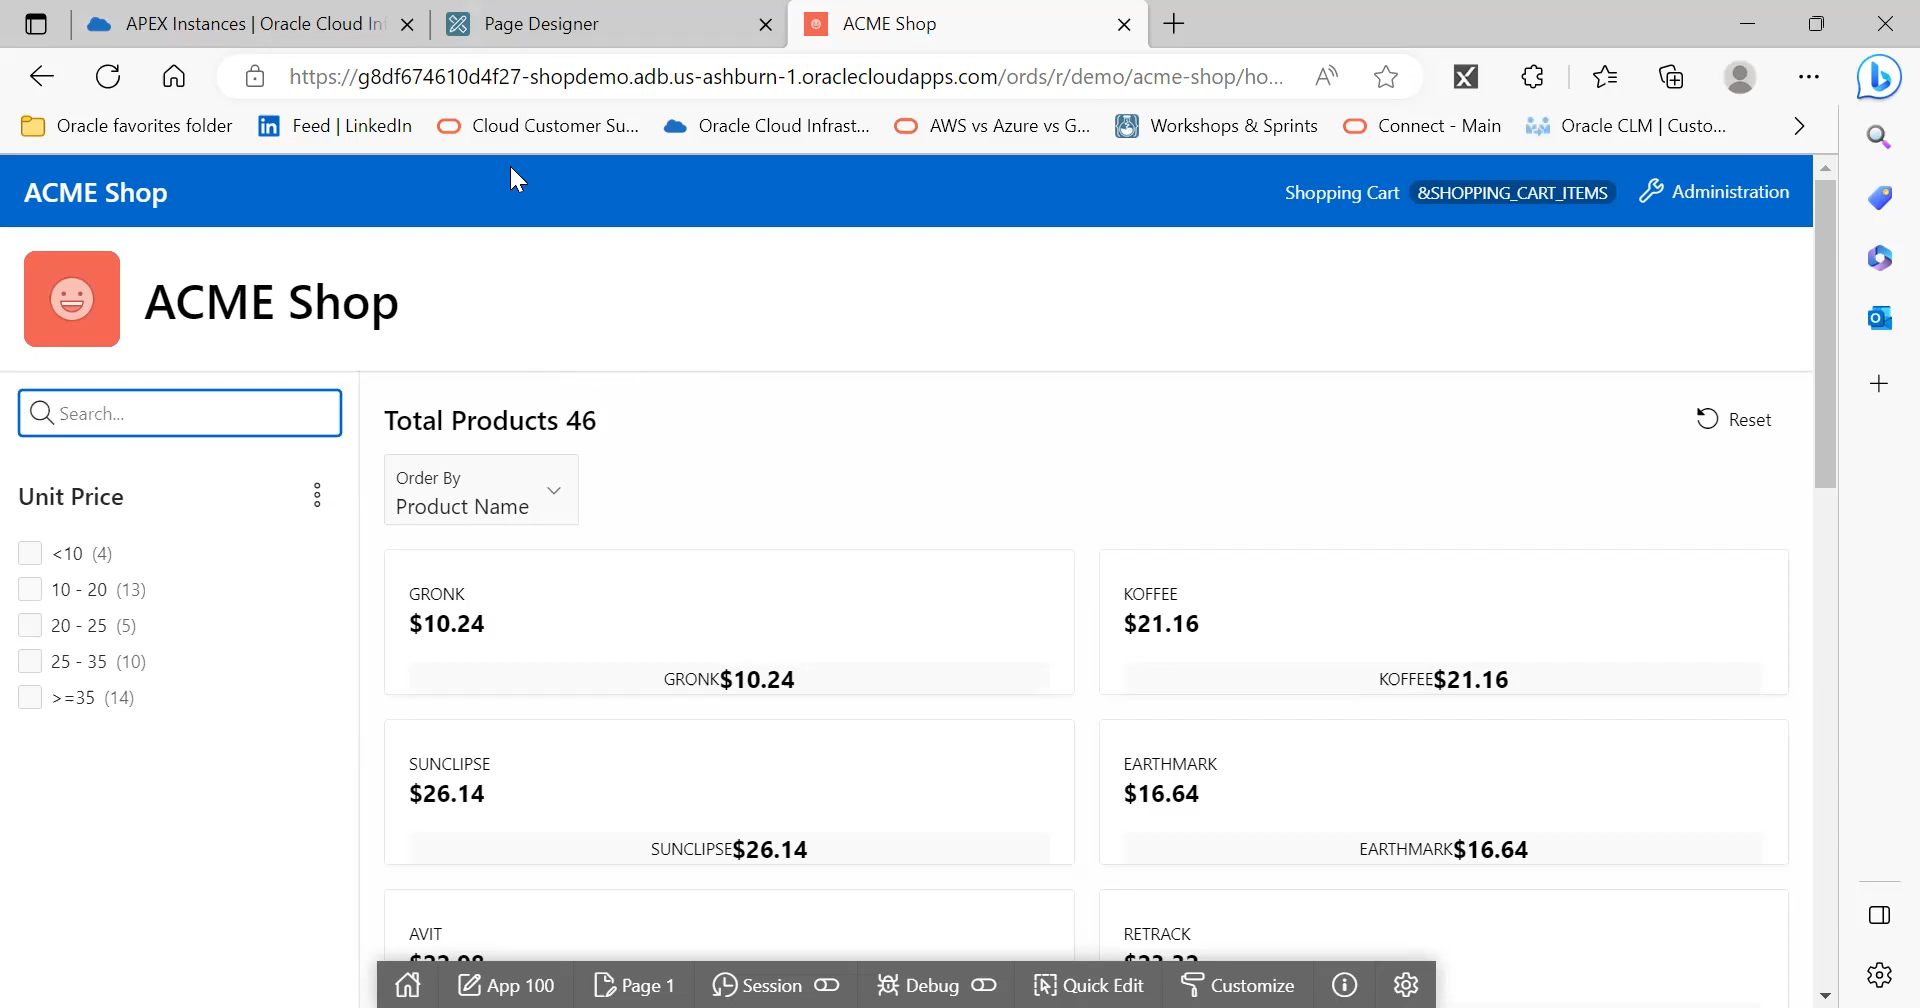 APEX Instances | Oracle Cloud In
Page Designer
ACME Shop
https://g8df674610d4f27-shopdemo.adb.us-ashburn-1.oraclecloudapps.com/ords/r/demo/acme-shop/ho...
Oracle favorites folder
Feed | LinkedIn
Cloud Customer Su...
Oracle Cloud Infrast...
AWS vs Azure vs G...
Workshops & Sprints
Connect - Main
Oracle CLM | Custo...
ACME Shop
Shopping Cart &SHOPPING_CART_ITEMS
Administration
ACME Shop
Search...
Unit Price
<10 (4)
10 - 20 (13)
20 - 25 (5)
25 - 35 (10)
>=35 (14)
Total Products 46
Reset
Order By
Product Name
GRONK
$10.24
GRONK$10.24
KOFFEE
$21.16
KOFFEE$21.16
SUNCLIPSE
$26.14
SUNCLIPSE$26.14
EARTHMARK
$16.64
EARTHMARK$16.64
AVIT
RETRACK
App 100
Page 1
Session
Debug
Quick Edit
Customize